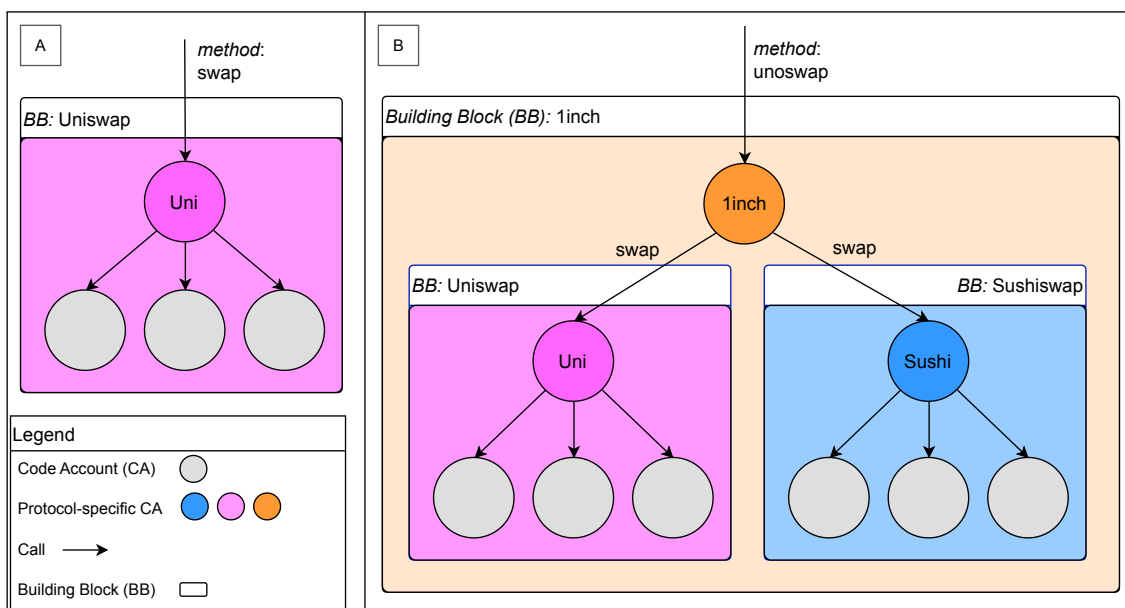 A
method:
swap
BB: Uniswap
Uni
Legend
Code Account (CA)
Protocol-specific CA
Call
Building Block (BB)
B
method:
unoswap
Building Block (BB): 1inch
1inch
swap
swap
BB: Uniswap
BB: Sushiswap
Uni
Sushi